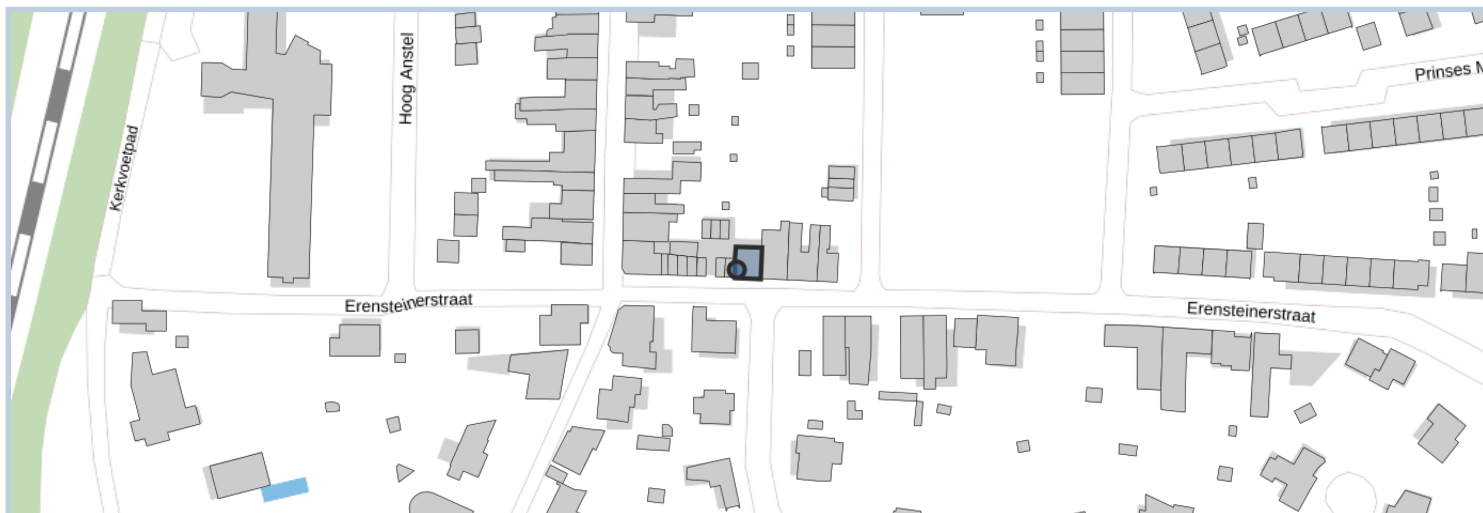 Hoog Anstel
Prinses M
Kerkvoetpad
Erensteinerstraat
Erensteinerstraat